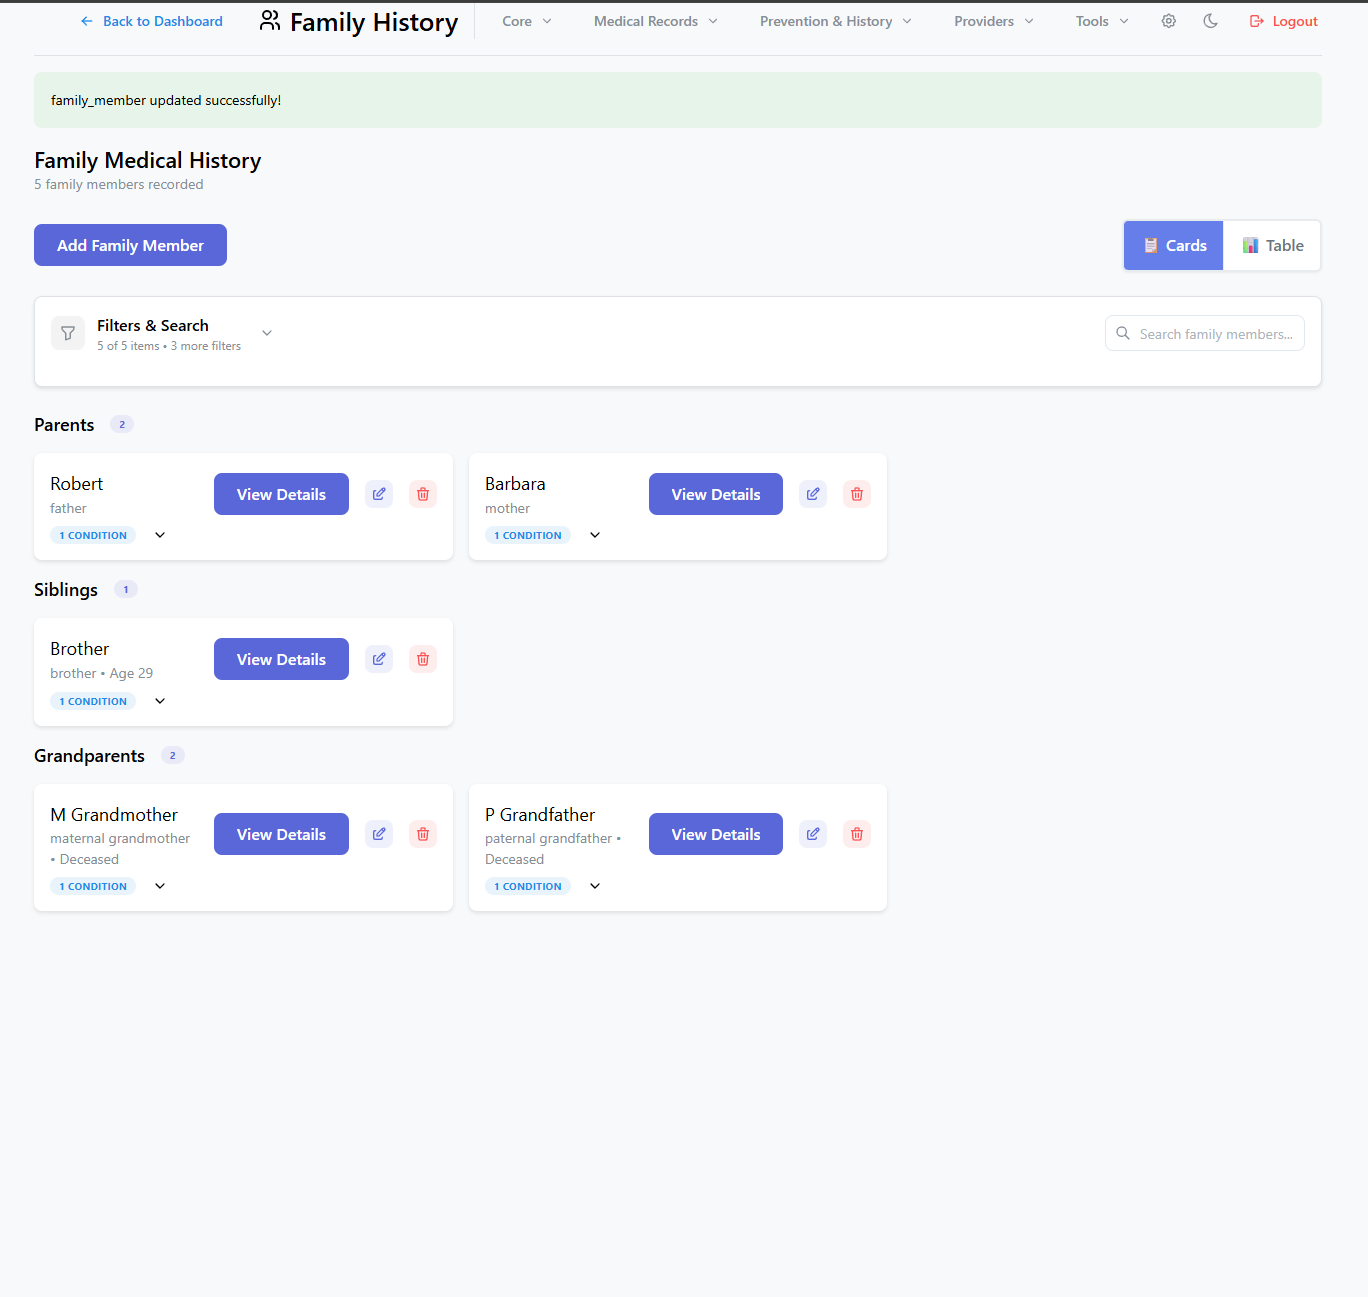 Back to Dashboard
Family History
Core
Medical Records
Prevention & History
Providers
Tools
Logout
family_member updated successfully!
Family Medical History
5 family members recorded
Add Family Member
Cards
Table
Filters & Search
5 of 5 items • 3 more filters
Search family members...
Parents 2
Robert
father
1 CONDITION
View Details
Barbara
mother
1 CONDITION
View Details
Siblings 1
Brother
brother • Age 29
1 CONDITION
View Details
Grandparents 2
M Grandmother
maternal grandmother
• Deceased
1 CONDITION
View Details
P Grandfather
paternal grandfather •
Deceased
1 CONDITION
View Details